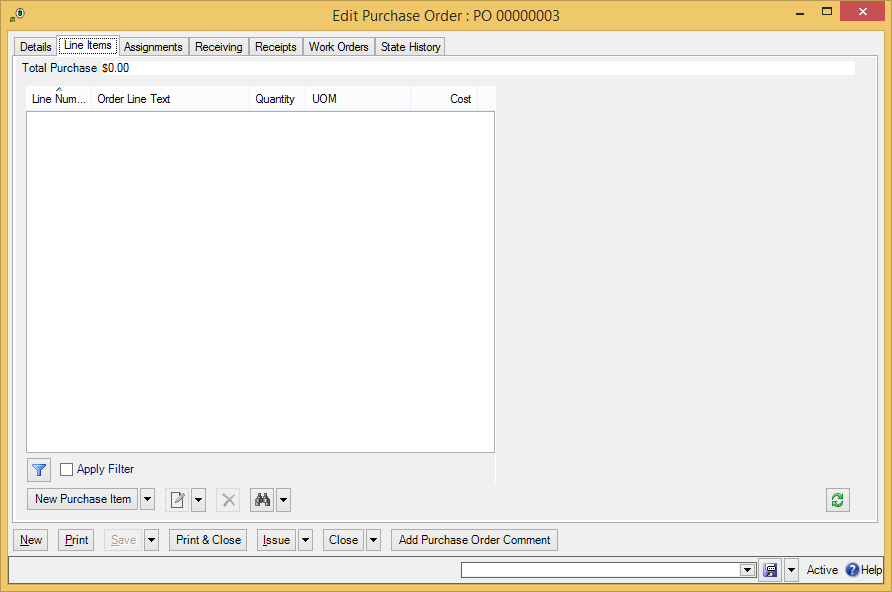 Edit Purchase Order : PO 00000003
Details Line Items Assignments Receiving Receipts Work Orders State History
Total Purchase $0.00
Line Num... Order Line Text Quantity UOM Cost
Apply Filter
New Purchase Item
New Print Save Print & Close Issue Close Add Purchase Order Comment
Active Help